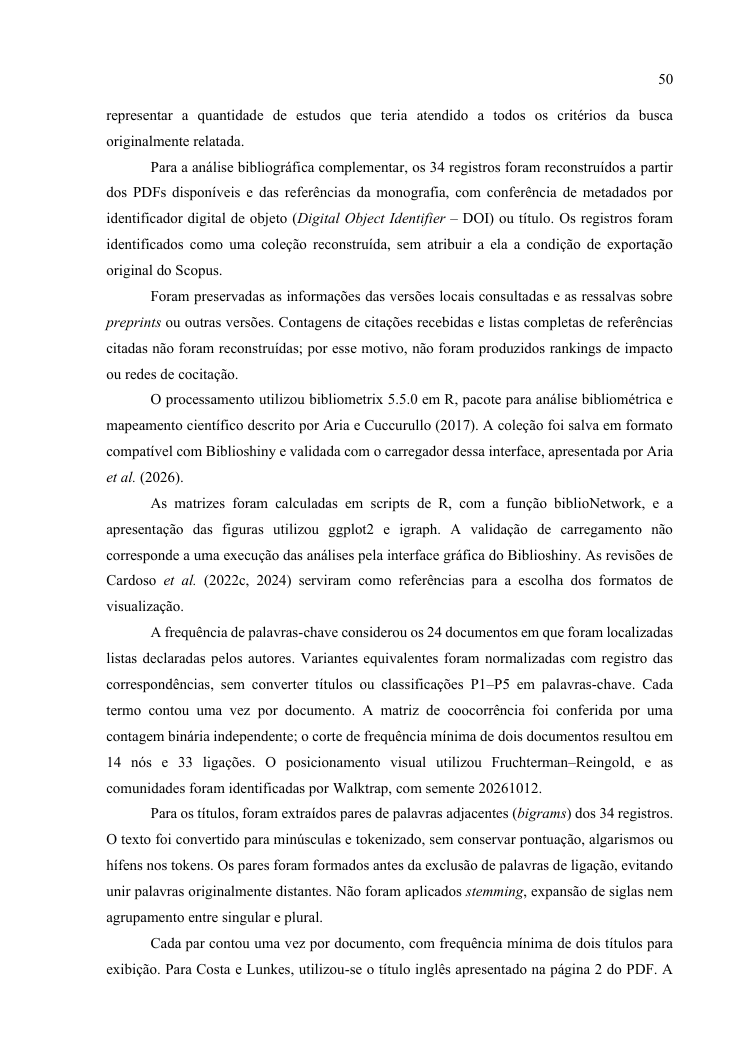 50
representar a quantidade de estudos que teria atendido a todos os critérios da busca
originalmente relatada.
Para a análise bibliográfica complementar, os 34 registros foram reconstruídos a partir
dos PDFs disponíveis e das referências da monografia, com conferência de metadados por
identificador digital de objeto (Digital Object Identifier – DOI) ou título. Os registros foram
identificados como uma coleção reconstruída, sem atribuir a ela a condição de exportação
original do Scopus.
Foram preservadas as informações das versões locais consultadas e as ressalvas sobre
preprints ou outras versões. Contagens de citações recebidas e listas completas de referências
citadas não foram reconstruídas; por esse motivo, não foram produzidos rankings de impacto
ou redes de cocitação.
O processamento utilizou bibliometrix 5.5.0 em R, pacote para análise bibliométrica e
mapeamento científico descrito por Aria e Cuccurullo (2017). A coleção foi salva em formato
compatível com Biblioshiny e validada com o carregador dessa interface, apresentada por Aria
et al. (2026).
As matrizes foram calculadas em scripts de R, com a função biblioNetwork, e a
apresentação das figuras utilizou ggplot2 e igraph. A validação de carregamento não
corresponde a uma execução das análises pela interface gráfica do Biblioshiny. As revisões de
Cardoso et al. (2022c, 2024) serviram como referências para a escolha dos formatos de
visualização.
A frequência de palavras-chave considerou os 24 documentos em que foram localizadas
listas declaradas pelos autores. Variantes equivalentes foram normalizadas com registro das
correspondências, sem converter títulos ou classificações P1–P5 em palavras-chave. Cada
termo contou uma vez por documento. A matriz de coocorrência foi conferida por uma
contagem binária independente; o corte de frequência mínima de dois documentos resultou em
14 nós e 33 ligações. O posicionamento visual utilizou Fruchterman–Reingold, e as
comunidades foram identificadas por Walktrap, com semente 20261012.
Para os títulos, foram extraídos pares de palavras adjacentes (bigrams) dos 34 registros.
O texto foi convertido para minúsculas e tokenizado, sem conservar pontuação, algarismos ou
hífens nos tokens. Os pares foram formados antes da exclusão de palavras de ligação, evitando
unir palavras originalmente distantes. Não foram aplicados stemming, expansão de siglas nem
agrupamento entre singular e plural.
Cada par contou uma vez por documento, com frequência mínima de dois títulos para
exibição. Para Costa e Lunkes, utilizou-se o título inglês apresentado na página 2 do PDF. A